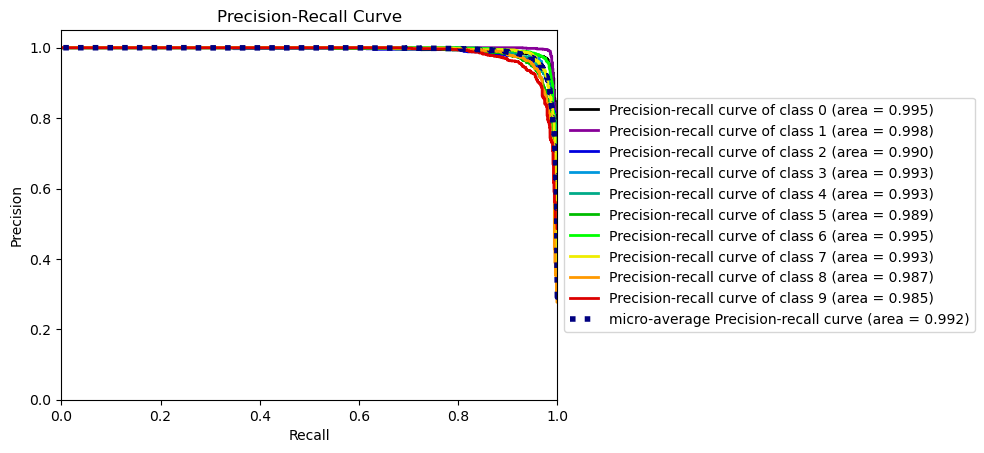 Precision-Recall Curve
1.0
0.8
0.6
0.4
0.2
0.0
Precision
0.0 0.2 0.4 0.6 0.8 1.0
Recall
Precision-recall curve of class 0 (area = 0.995)
Precision-recall curve of class 1 (area = 0.998)
Precision-recall curve of class 2 (area = 0.990)
Precision-recall curve of class 3 (area = 0.993)
Precision-recall curve of class 4 (area = 0.993)
Precision-recall curve of class 5 (area = 0.989)
Precision-recall curve of class 6 (area = 0.995)
Precision-recall curve of class 7 (area = 0.993)
Precision-recall curve of class 8 (area = 0.987)
Precision-recall curve of class 9 (area = 0.985)
micro-average Precision-recall curve (area = 0.992)